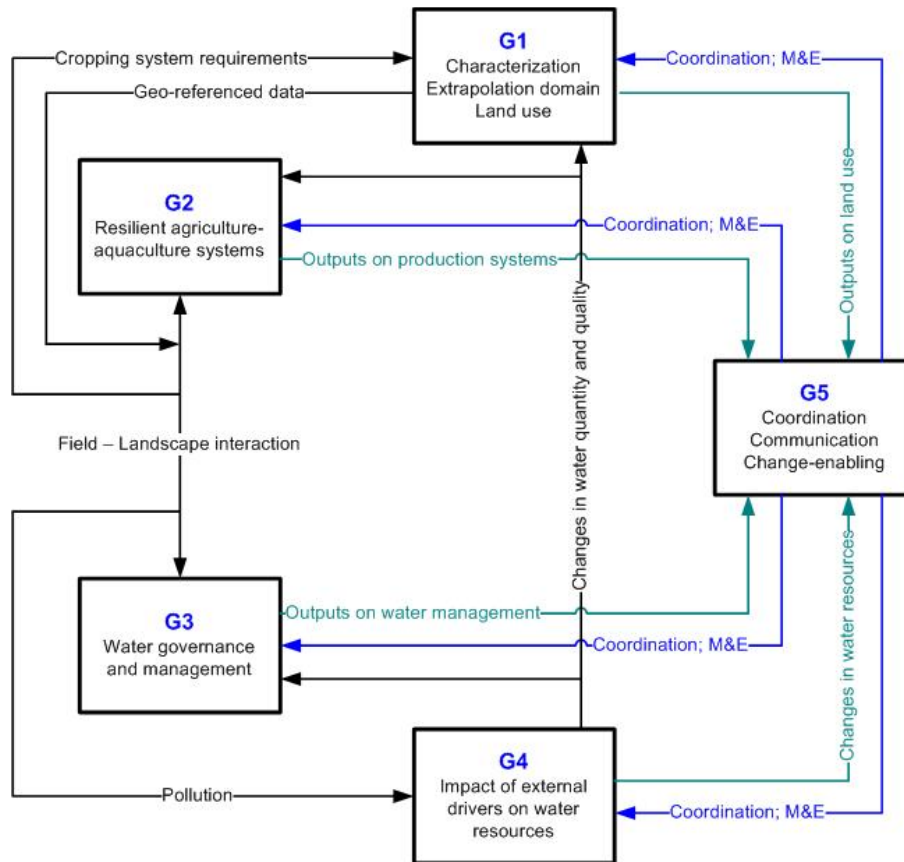 G1
Characterization
Extrapolation domain
Land use
Cropping system requirements
Geo-referenced data
Coordination; M&E
Outputs on land use
G2
Resilient agriculture-
aquaculture systems
Coordination; M&E
Outputs on production systems
Changes in water quantity and quality
G5
Coordination
Communication
Change-enabling
Field – Landscape interaction
G3
Water governance
and management
Outputs on water management
Coordination; M&E
Changes in water resources
G4
Impact of external
drivers on water
resources
Pollution
Coordination; M&E